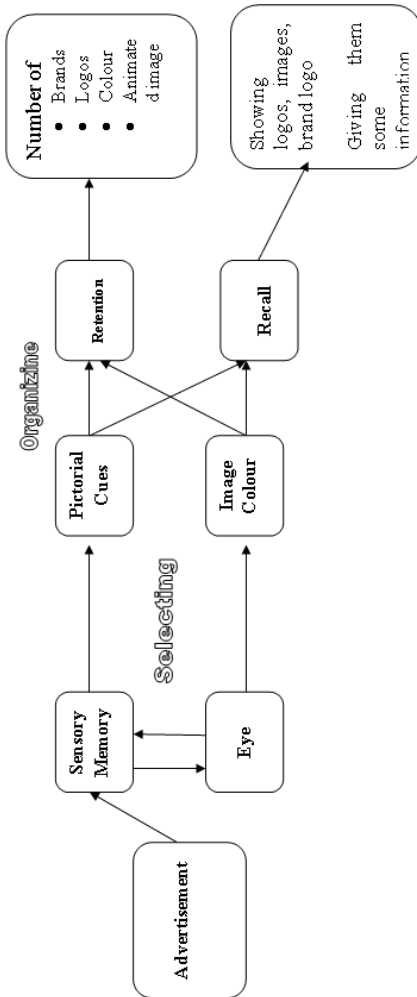 Advertisement
Sensory
Memory
Eye
Selecting
Pictorial
Cues
Image
Colour
Organizine
Retention
Recall
Number of
• Brands
• Logos
• Colour
• Animate
d image
Showing
logos, images,
brand logo
Giving them
some
information